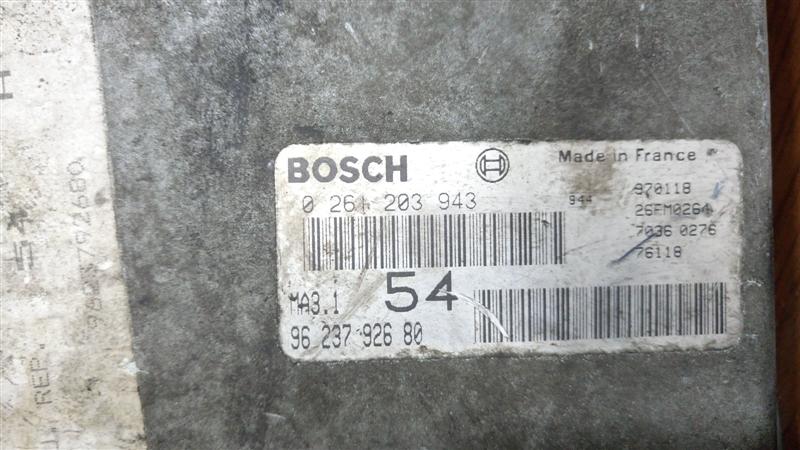 BOSCH
Made in France
0 261 203 943
944
970118
26FM0264
7036 0276
76118
MA3.1
54
96 237 926 80
REP.